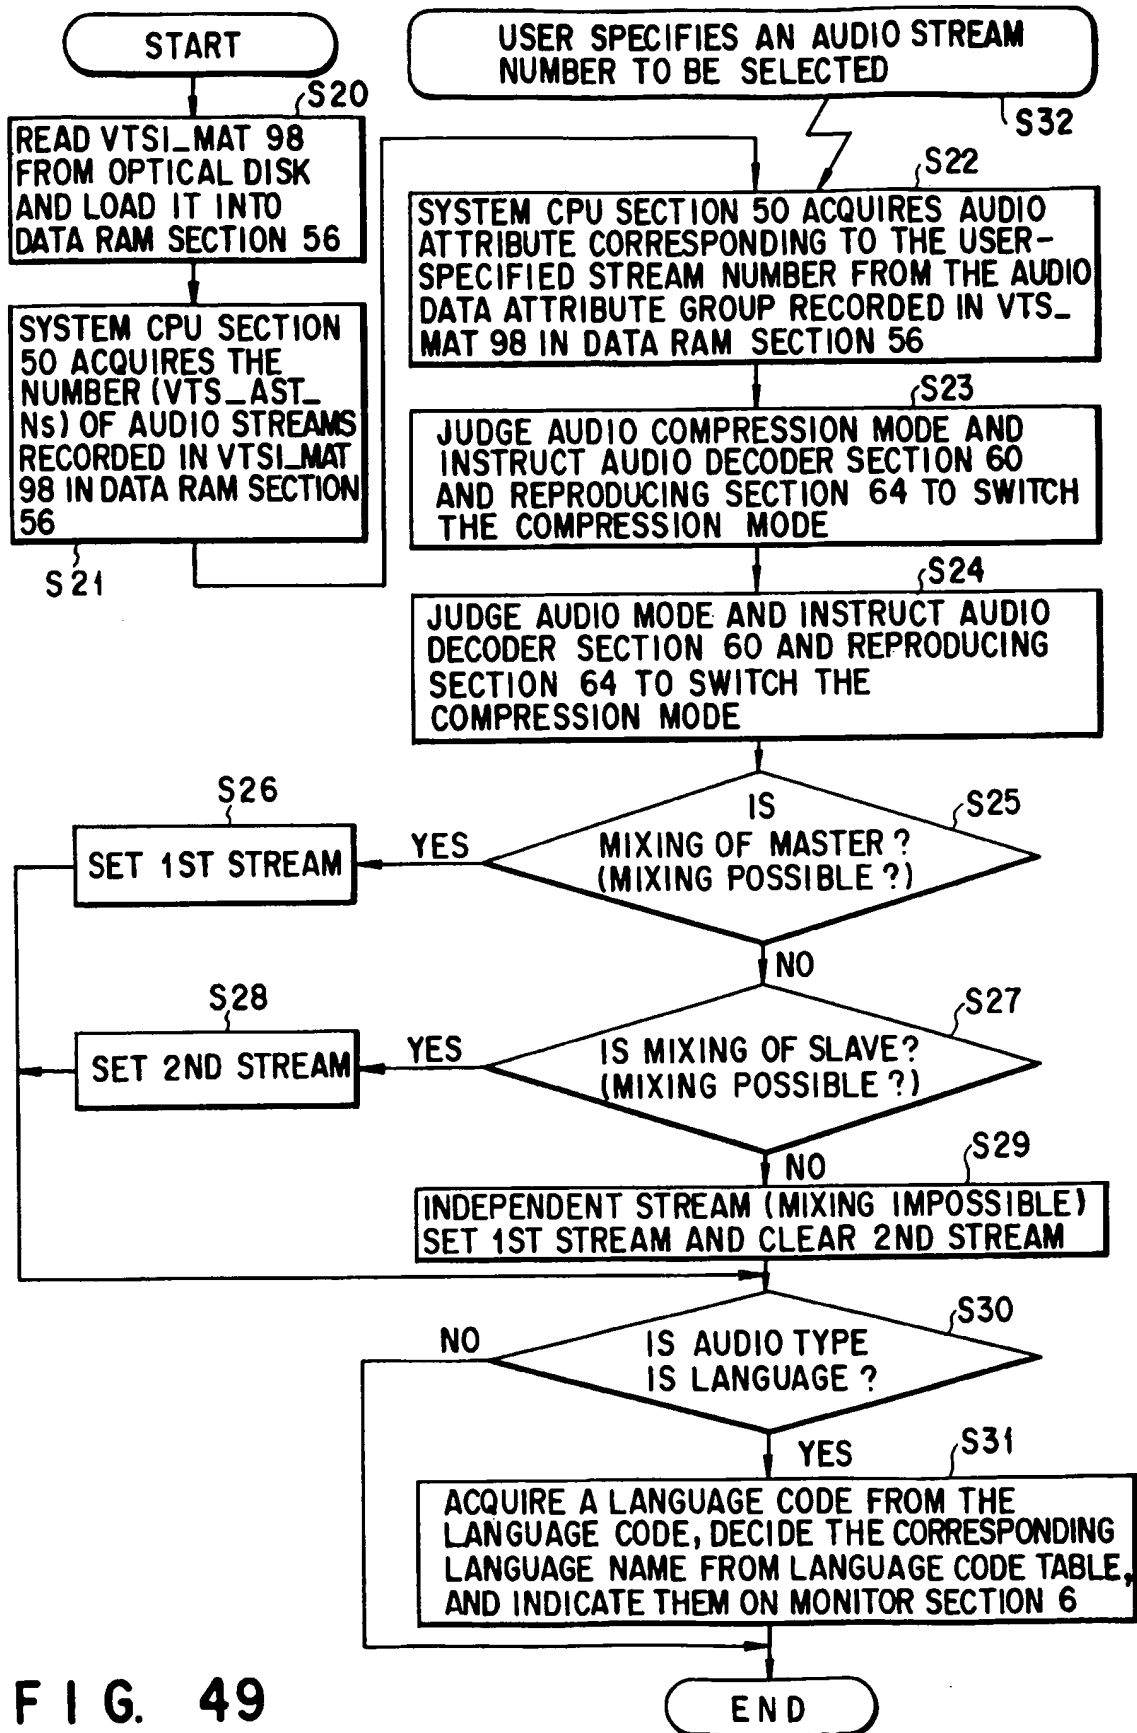 START
S20
READ VTSI_MAT 98
FROM OPTICAL DISK
AND LOAD IT INTO
DATA RAM SECTION 56
SYSTEM CPU SECTION
50 ACQUIRES THE
NUMBER (VTS_AST_
Ns) OF AUDIO STREAMS
RECORDED IN VTSI_MAT
98 IN DATA RAM SECTION
56
S21
USER SPECIFIES AN AUDIO STREAM
NUMBER TO BE SELECTED
S32
S22
SYSTEM CPU SECTION 50 ACQUIRES AUDIO
ATTRIBUTE CORRESPONDING TO THE USER-
SPECIFIED STREAM NUMBER FROM THE AUDIO
DATA ATTRIBUTE GROUP RECORDED IN VTS_
MAT 98 IN DATA RAM SECTION 56
S23
JUDGE AUDIO COMPRESSION MODE AND
INSTRUCT AUDIO DECODER SECTION 60
AND REPRODUCING SECTION 64 TO SWITCH
THE COMPRESSION MODE
S24
JUDGE AUDIO MODE AND INSTRUCT AUDIO
DECODER SECTION 60 AND REPRODUCING
SECTION 64 TO SWITCH THE
COMPRESSION MODE
S25
IS
MIXING OF MASTER?
(MIXING POSSIBLE?)
YES
S26
SET 1ST STREAM
NO
S27
IS MIXING OF SLAVE?
(MIXING POSSIBLE?)
YES
S28
SET 2ND STREAM
NO
S29
INDEPENDENT STREAM (MIXING IMPOSSIBLE)
SET 1ST STREAM AND CLEAR 2ND STREAM
S30
IS AUDIO TYPE
IS LANGUAGE?
NO
YES
S31
ACQUIRE A LANGUAGE CODE FROM THE
LANGUAGE CODE, DECIDE THE CORRESPONDING
LANGUAGE NAME FROM LANGUAGE CODE TABLE,
AND INDICATE THEM ON MONITOR SECTION 6
END
FIG. 49